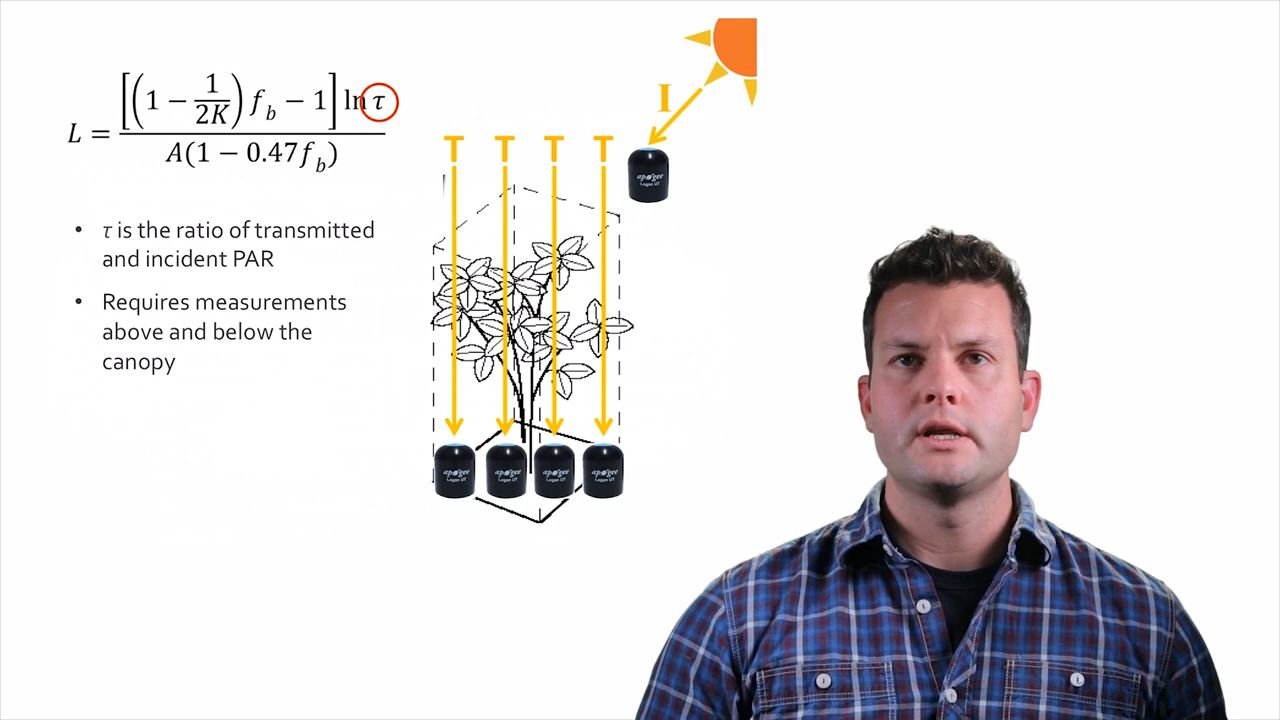 L = [(1 − 1/2K) f_b − 1] ln τ / A(1 − 0.47f_b)
• τ is the ratio of transmitted
and incident PAR
• Requires measurements
above and below the
canopy
I
T T T T
apogee
Logan UT
apogee apogee apogee apogee
Logan UT Logan UT Logan UT Logan UT